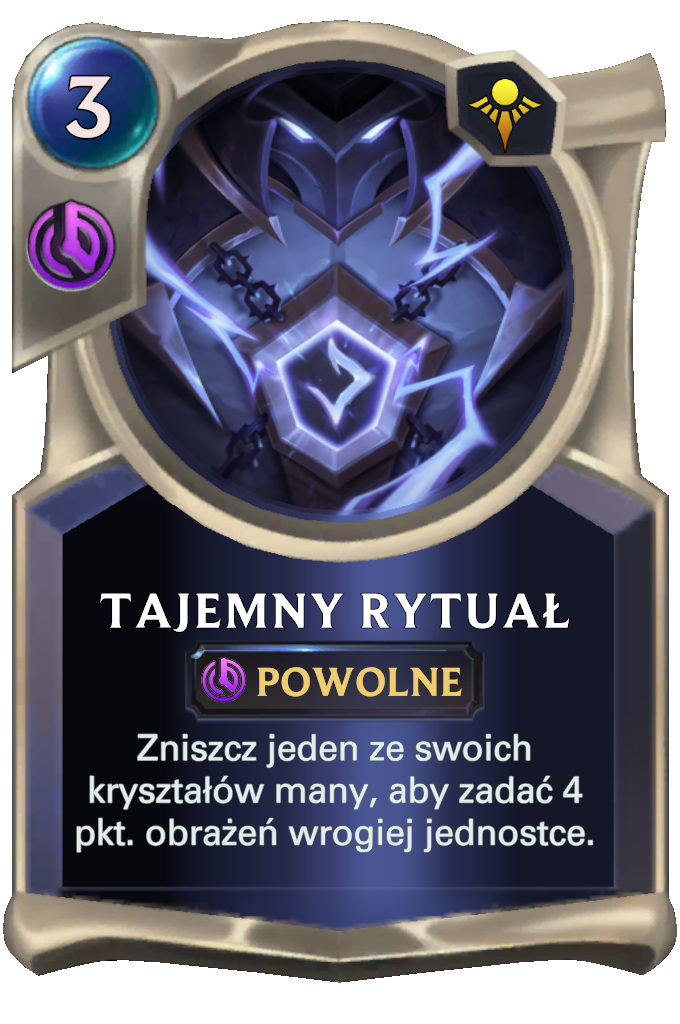 3
TAJEMNY RYTUAŁ
POWOLNE
Zniszcz jeden ze swoich
kryształów many, aby zadać 4
pkt. obrażeń wrogiej jednostce.